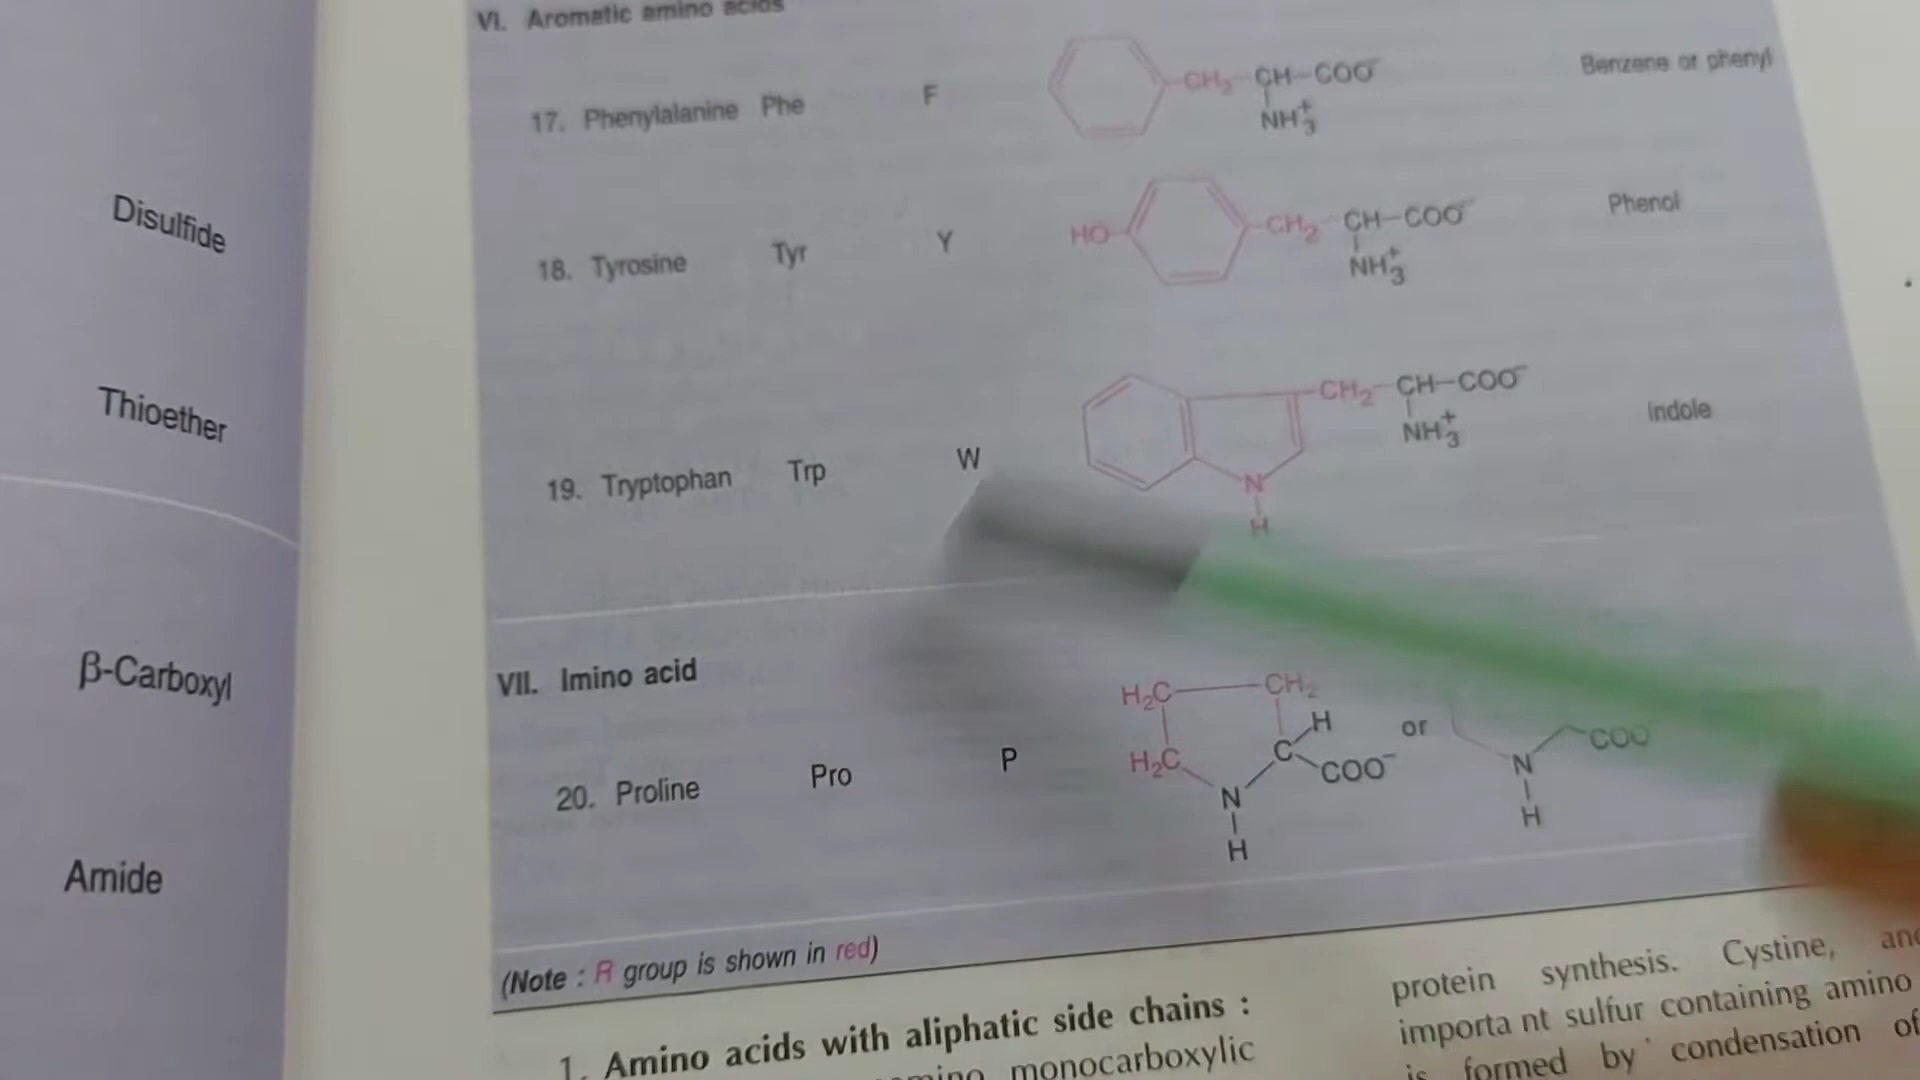 Disulfide
Thioether
β-Carboxyl
Amide
VI. Aromatic amino acids
17. Phenylalanine Phe F CH2 CH–COO⁻ Benzene or phenyl
NH3+
18. Tyrosine Tyr Y HO CH2 CH–COO⁻ Phenol
NH3+
19. Tryptophan Trp W CH2 CH–COO⁻ Indole
NH3+
N
H
VII. Imino acid
H2C CH2
H
20. Proline Pro P H2C C COO⁻ or N COO
N H
H
(Note : R group is shown in red)
1. Amino acids with aliphatic side chains :
monocarboxylic
protein synthesis. Cystine,
importa nt sulfur containing amino
is formed by condensation of